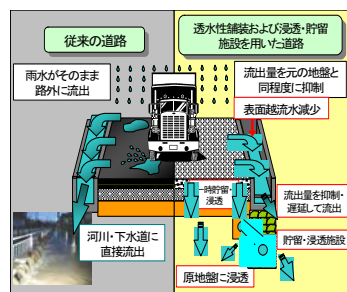 従来の道路
透水性舗装および浸透・貯留
施設を用いた道路
雨水がそのまま
路外に流出
流出量を元の地盤と
同程度に抑制
表面越流水減少
一時貯留・
浸透
流出量を抑制・
遅延して流出
河川・下水道に
直接流出
貯留・浸透施設
原地盤に浸透